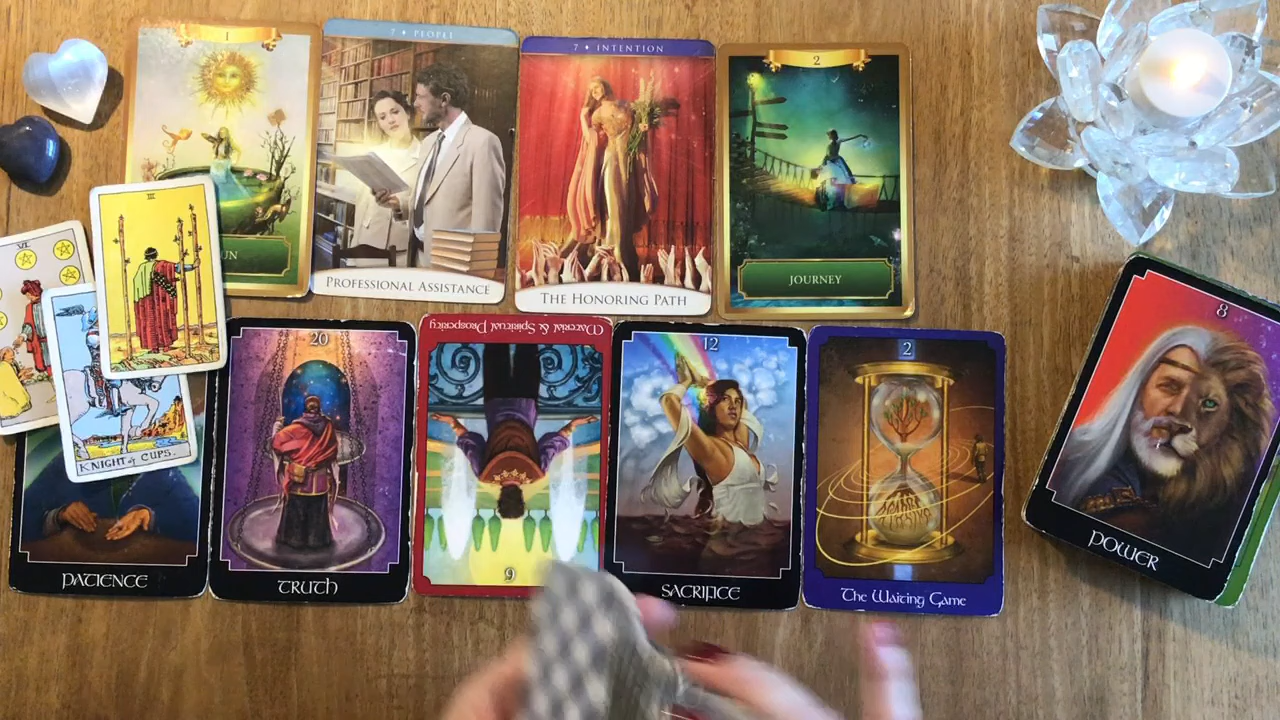 1
7 ♦ PEOPLE
7 ♦ INTENTION
2
UN
PROFESSIONAL ASSISTANCE
THE HONORING PATH
JOURNEY
III
VI
KNIGHT of CUPS.
20
Material & Spiritual Prosperity
12
2
8
PATIENCE
TRUTH
9
SACRIFICE
The Waiting Game
POWER